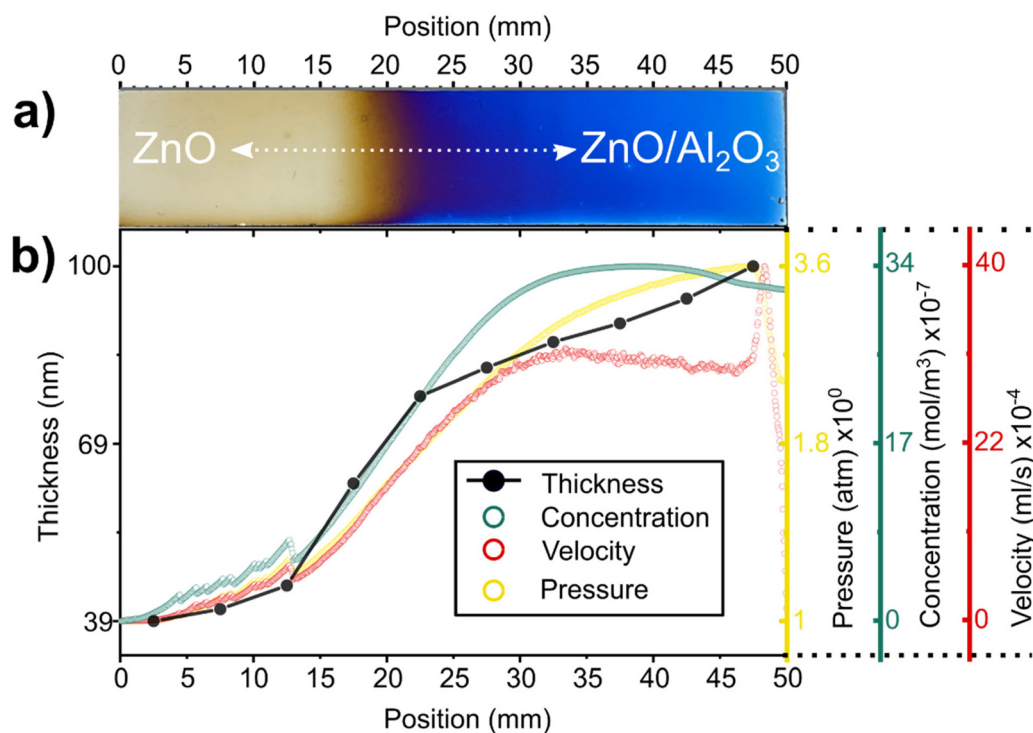 Position (mm)
0 5 10 15 20 25 30 35 40 45 50
a)
ZnO ZnO/Al₂O₃
b)
100
69
39
Thickness (nm)
Thickness
Concentration
Velocity
Pressure
3.6
1.8
1
Pressure (atm) x10⁰
34
17
0
Concentration (mol/m³) x10⁻⁷
40
22
0
Velocity (ml/s) x10⁻⁴
0 5 10 15 20 25 30 35 40 45 50
Position (mm)